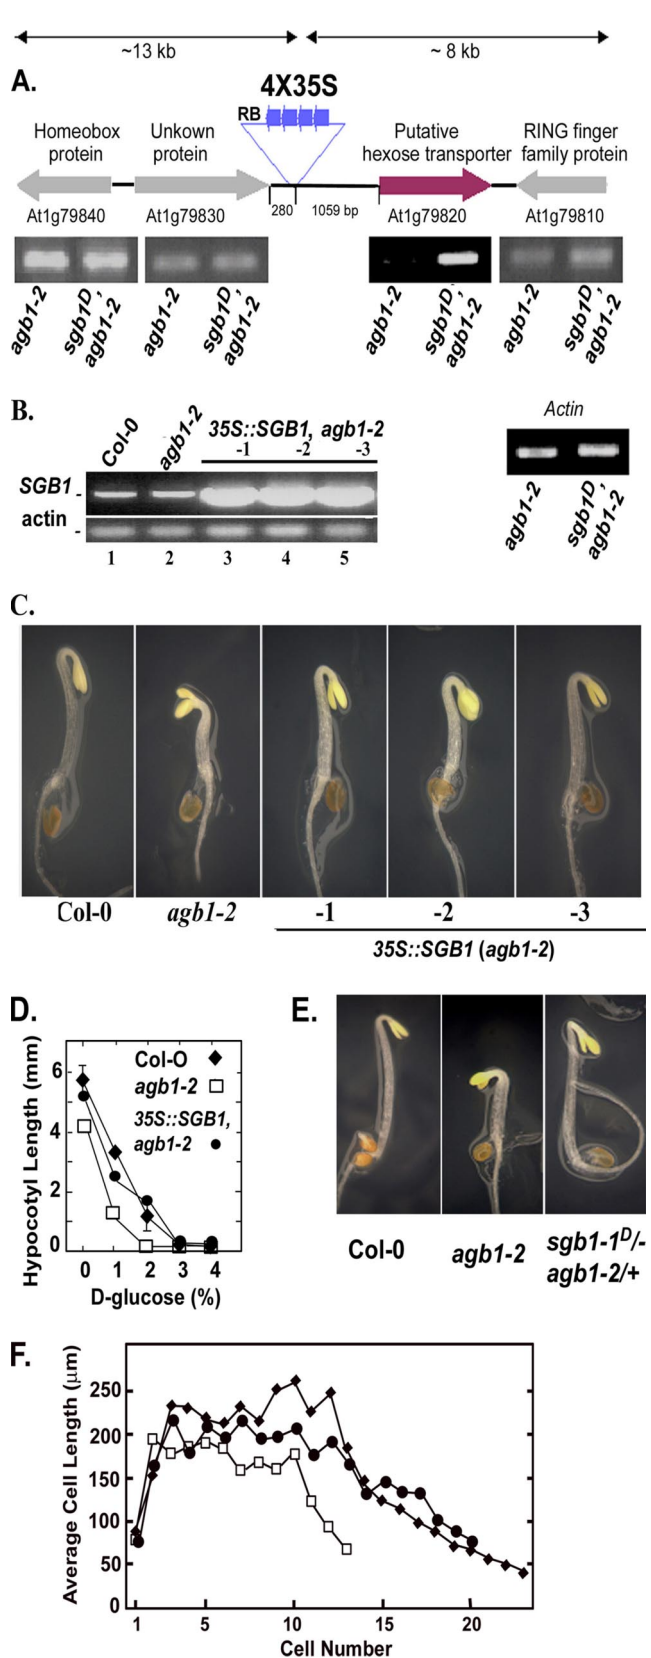 ~13 kb
~ 8 kb
A.
4X35S
RB
Homeobox protein
Unkown protein
Putative hexose transporter
RING finger family protein
280
1059 bp
At1g79840
At1g79830
At1g79820
At1g79810
agb1-2
sgb1ᴰ, agb1-2
agb1-2
sgb1ᴰ, agb1-2
agb1-2
sgb1ᴰ, agb1-2
agb1-2
sgb1ᴰ, agb1-2
B.
Col-0
agb1-2
35S::SGB1, agb1-2
-1 -2 -3
SGB1 -
actin -
1 2 3 4 5
Actin
agb1-2
sgb1ᴰ, agb1-2
C.
Col-0
agb1-2
-1
-2
-3
35S::SGB1 (agb1-2)
D.
Hypocotyl Length (mm)
6
4
2
0
Col-O
agb1-2
35S::SGB1,
agb1-2
0 1 2 3 4
D-glucose (%)
E.
Col-0
agb1-2
sgb1-1ᴰ/-
agb1-2/+
F.
Average Cell Length (µm)
250
200
150
100
50
0
1 5 10 15 20
Cell Number